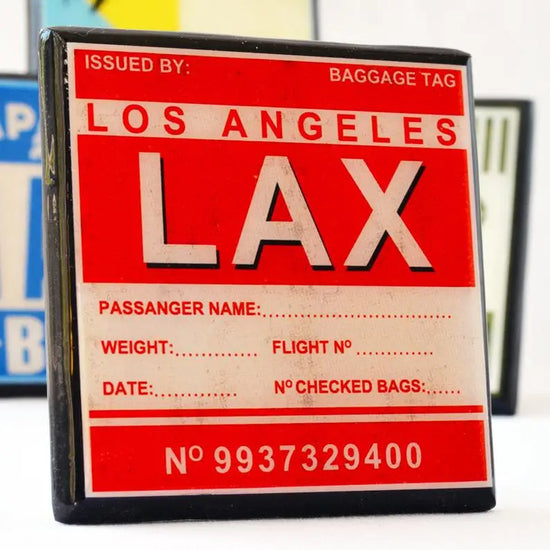 ISSUED BY:
BAGGAGE TAG
LOS ANGELES
LAX
PASSANGER NAME:..............................
WEIGHT:............. FLIGHT Nº .............
DATE:............. Nº CHECKED BAGS:......
Nº 9937329400